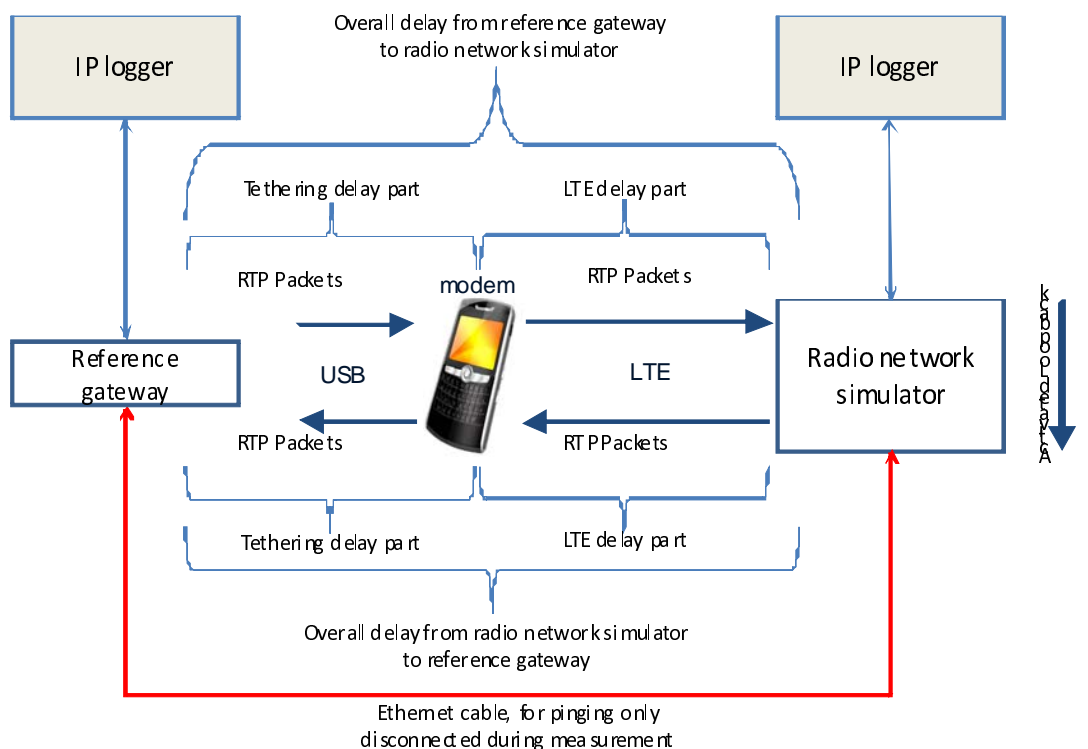 Overall delay from reference gateway
to radio network simulator
IP logger
IP logger
Tethering delay part
LTE delay part
RTP Packets
RTP Packets
modem
Reference
gateway
USB
LTE
Radio network
simulator
Activated Loopback
RTP Packets
RTP Packets
Tethering delay part
LTE delay part
Overall delay from radio network simulator
to reference gateway
Ethernet cable, for pinging only
disconnected during measurement